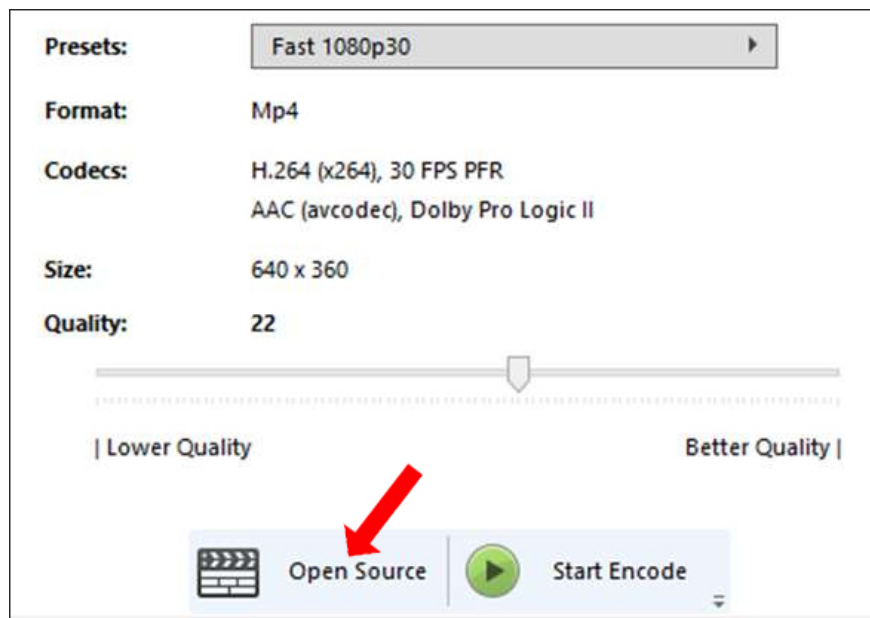 Presets: Fast 1080p30
Format: Mp4
Codecs: H.264 (x264), 30 FPS PFR
AAC (avcodec), Dolby Pro Logic II
Size: 640 x 360
Quality: 22
| Lower Quality Better Quality |
Open Source Start Encode